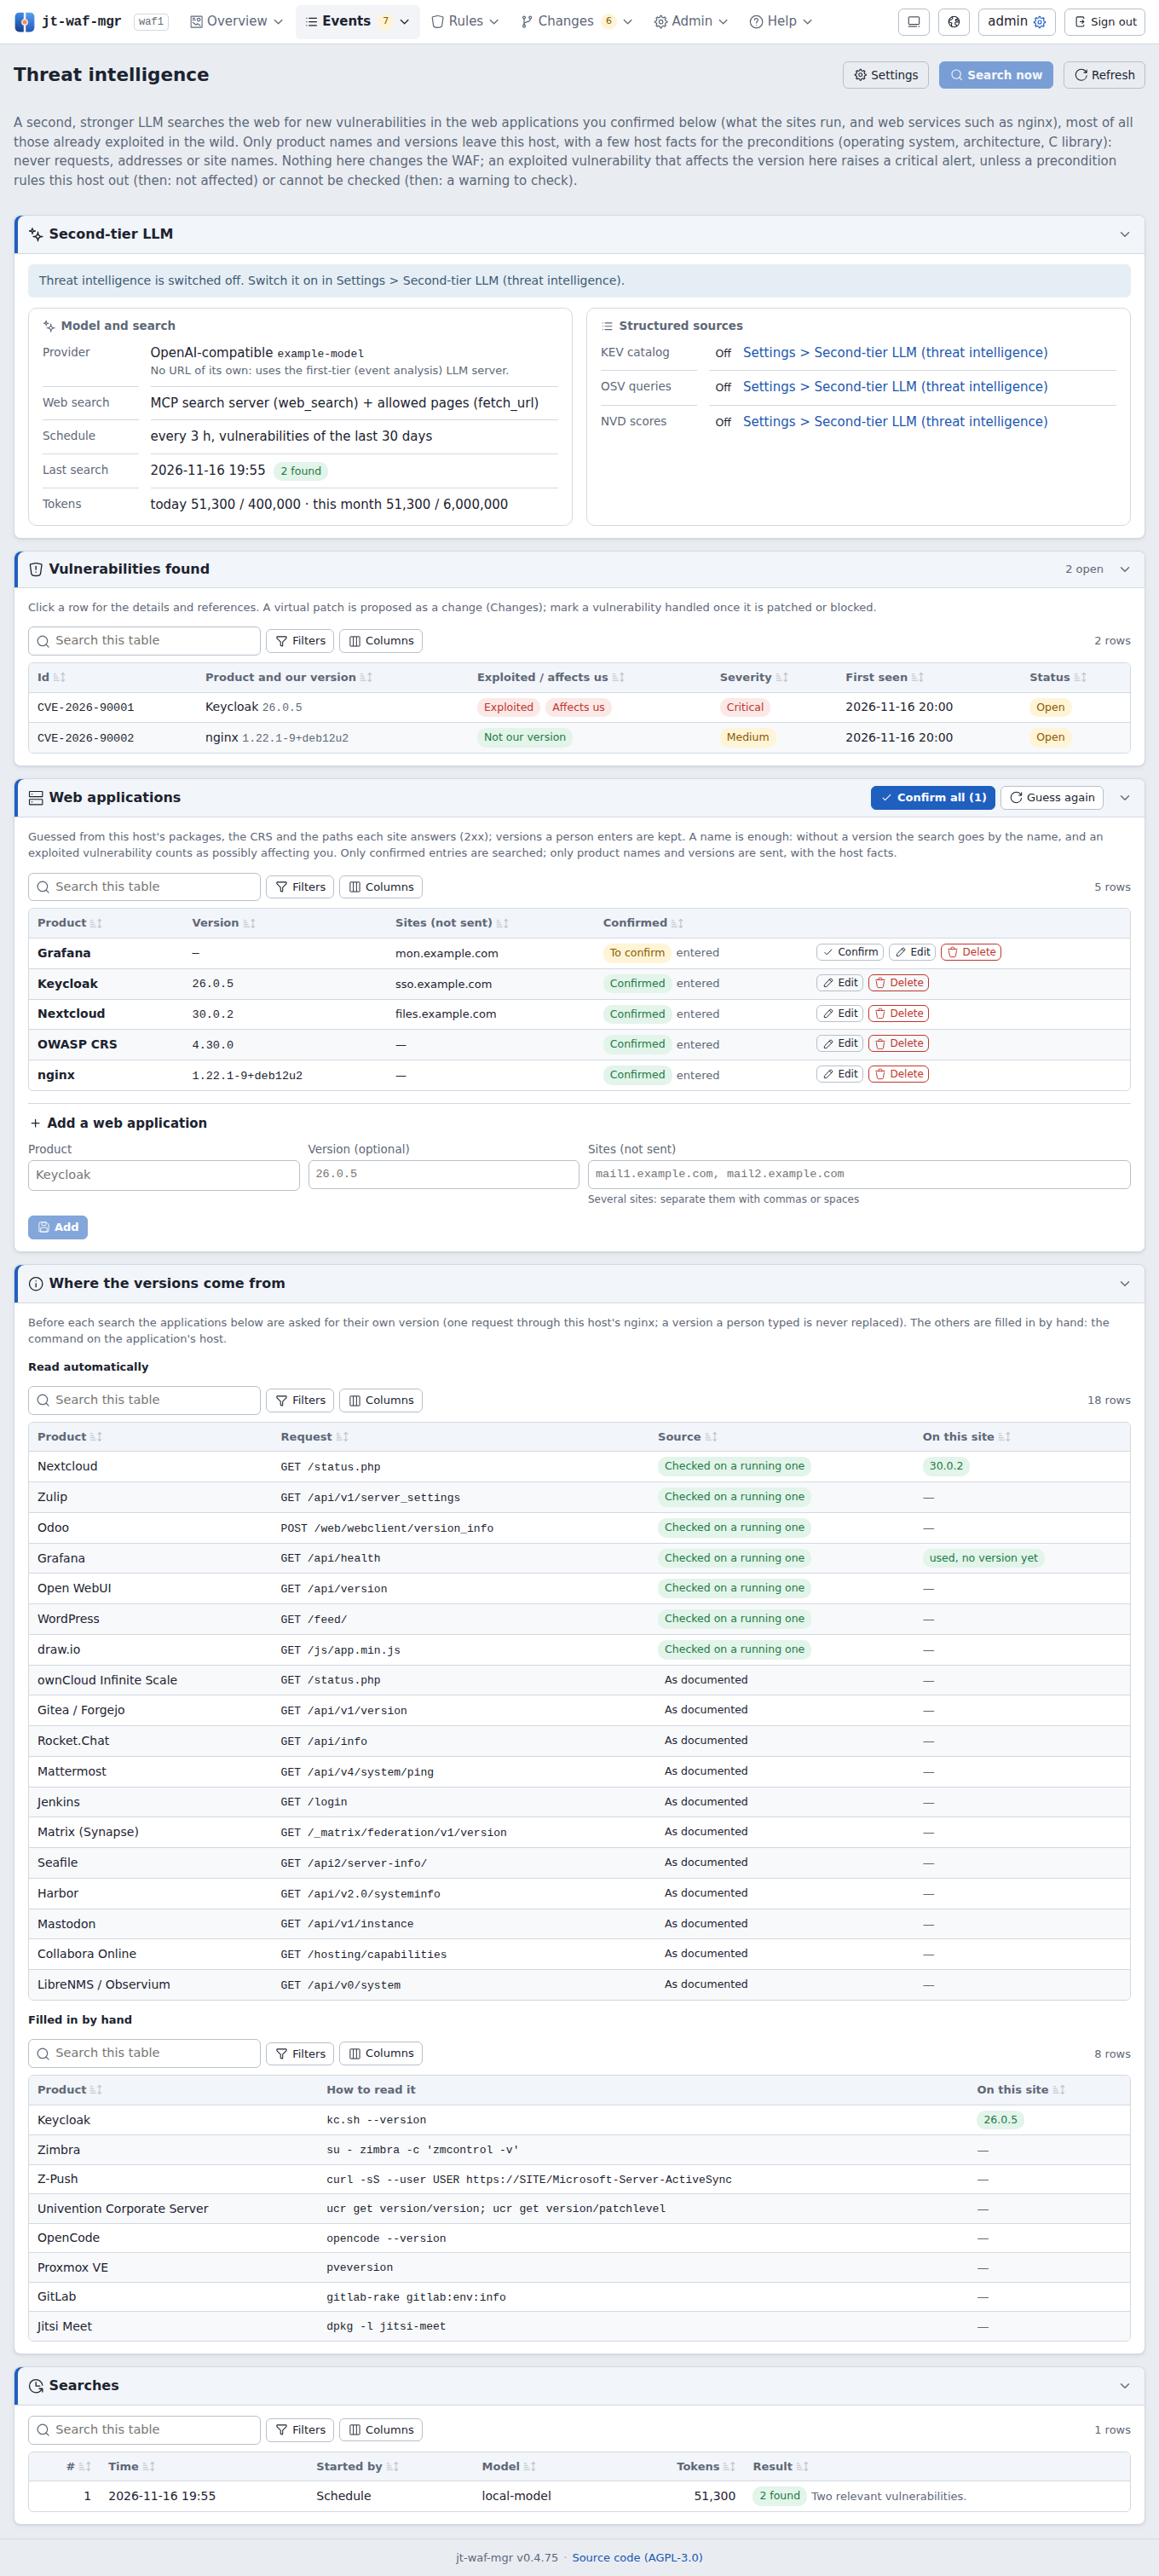 jt-waf-mgr waf1 Overview Events 7 Rules Changes 6 Admin Help admin Sign out
Threat intelligence Settings Search now Refresh
A second, stronger LLM searches the web for new vulnerabilities in the web applications you confirmed below (what the sites run, and web services such as nginx), most of all
those already exploited in the wild. Only product names and versions leave this host, with a few host facts for the preconditions (operating system, architecture, C library):
never requests, addresses or site names. Nothing here changes the WAF; an exploited vulnerability that affects the version here raises a critical alert, unless a precondition
rules this host out (then: not affected) or cannot be checked (then: a warning to check).
Second-tier LLM
Threat intelligence is switched off. Switch it on in Settings > Second-tier LLM (threat intelligence).
Model and search
Provider OpenAI-compatible example-model
No URL of its own: uses the first-tier (event analysis) LLM server.
Web search MCP search server (web_search) + allowed pages (fetch_url)
Schedule every 3 h, vulnerabilities of the last 30 days
Last search 2026-11-16 19:55 2 found
Tokens today 51,300 / 400,000 · this month 51,300 / 6,000,000
Structured sources
KEV catalog Off Settings > Second-tier LLM (threat intelligence)
OSV queries Off Settings > Second-tier LLM (threat intelligence)
NVD scores Off Settings > Second-tier LLM (threat intelligence)
Vulnerabilities found 2 open
Click a row for the details and references. A virtual patch is proposed as a change (Changes); mark a vulnerability handled once it is patched or blocked.
Search this table Filters Columns 2 rows
Id Product and our version Exploited / affects us Severity First seen Status
CVE-2026-90001 Keycloak 26.0.5 Exploited Affects us Critical 2026-11-16 20:00 Open
CVE-2026-90002 nginx 1.22.1-9+deb12u2 Not our version Medium 2026-11-16 20:00 Open
Web applications Confirm all (1) Guess again
Guessed from this host's packages, the CRS and the paths each site answers (2xx); versions a person enters are kept. A name is enough: without a version the search goes by the name, and an
exploited vulnerability counts as possibly affecting you. Only confirmed entries are searched; only product names and versions are sent, with the host facts.
Search this table Filters Columns 5 rows
Product Version Sites (not sent) Confirmed
Grafana — mon.example.com To confirm entered Confirm Edit Delete
Keycloak 26.0.5 sso.example.com Confirmed entered Edit Delete
Nextcloud 30.0.2 files.example.com Confirmed entered Edit Delete
OWASP CRS 4.30.0 — Confirmed entered Edit Delete
nginx 1.22.1-9+deb12u2 — Confirmed entered Edit Delete
+ Add a web application
Product Version (optional) Sites (not sent)
Keycloak 26.0.5 mail1.example.com, mail2.example.com
Several sites: separate them with commas or spaces
Add
Where the versions come from
Before each search the applications below are asked for their own version (one request through this host's nginx; a version a person typed is never replaced). The others are filled in by hand: the
command on the application's host.
Read automatically
Search this table Filters Columns 18 rows
Product Request Source On this site
Nextcloud GET /status.php Checked on a running one 30.0.2
Zulip GET /api/v1/server_settings Checked on a running one —
Odoo POST /web/webclient/version_info Checked on a running one —
Grafana GET /api/health Checked on a running one used, no version yet
Open WebUI GET /api/version Checked on a running one —
WordPress GET /feed/ Checked on a running one —
draw.io GET /js/app.min.js Checked on a running one —
ownCloud Infinite Scale GET /status.php As documented —
Gitea / Forgejo GET /api/v1/version As documented —
Rocket.Chat GET /api/info As documented —
Mattermost GET /api/v4/system/ping As documented —
Jenkins GET /login As documented —
Matrix (Synapse) GET /_matrix/federation/v1/version As documented —
Seafile GET /api2/server-info/ As documented —
Harbor GET /api/v2.0/systeminfo As documented —
Mastodon GET /api/v1/instance As documented —
Collabora Online GET /hosting/capabilities As documented —
LibreNMS / Observium GET /api/v0/system As documented —
Filled in by hand
Search this table Filters Columns 8 rows
Product How to read it On this site
Keycloak kc.sh --version 26.0.5
Zimbra su - zimbra -c 'zmcontrol -v' —
Z-Push curl -sS --user USER https://SITE/Microsoft-Server-ActiveSync —
Univention Corporate Server ucr get version/version; ucr get version/patchlevel —
OpenCode opencode --version —
Proxmox VE pveversion —
GitLab gitlab-rake gitlab:env:info —
Jitsi Meet dpkg -l jitsi-meet —
Searches
Search this table Filters Columns 1 rows
# Time Started by Model Tokens Result
1 2026-11-16 19:55 Schedule local-model 51,300 2 found Two relevant vulnerabilities.
jt-waf-mgr v0.4.75 · Source code (AGPL-3.0)